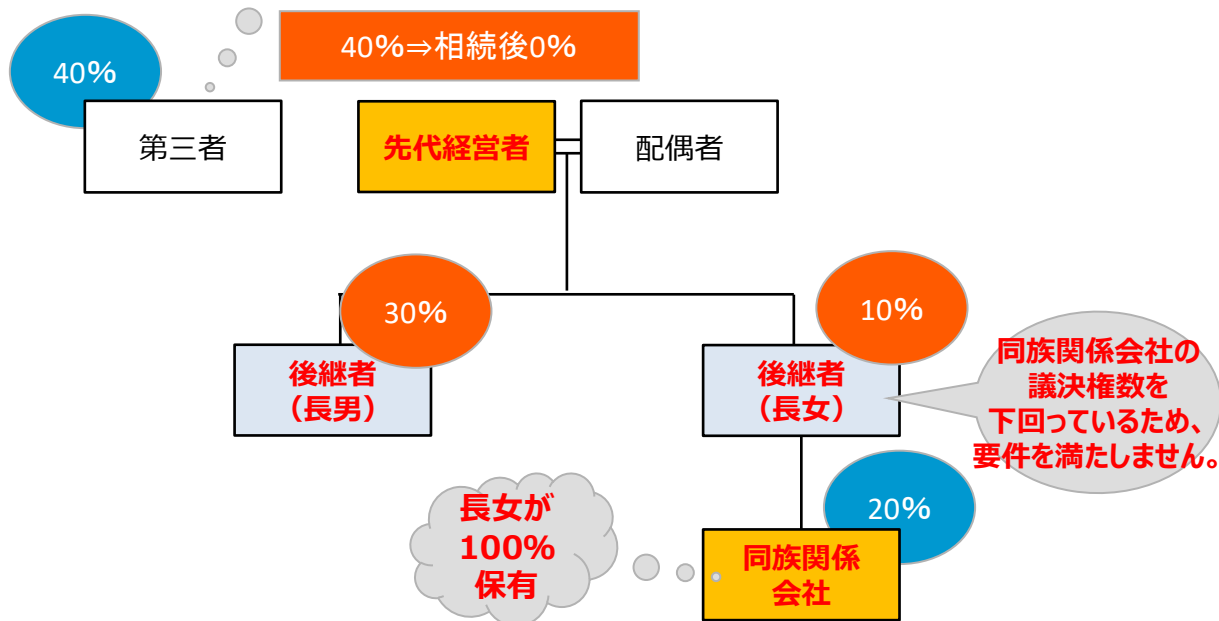 40%⇒相続後0%
40%
第三者
先代経営者
配偶者
30%
10%
後継者
（長男）
後継者
（長女）
同族関係会社の
議決権数を
下回っているため、
要件を満たしません。
長女が
100%
保有
20%
同族関係
会社